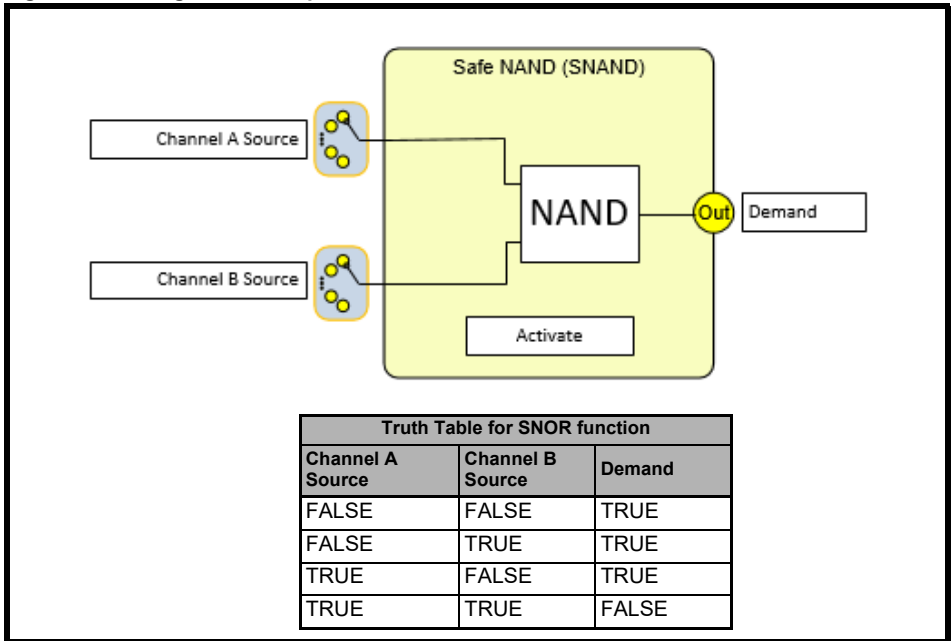 Safe NAND (SNAND)
Channel A Source
NAND
Out
Demand
Channel B Source
Activate
Truth Table for SNOR function
Channel A Source
Channel B Source
Demand
FALSE FALSE TRUE
FALSE TRUE TRUE
TRUE FALSE TRUE
TRUE TRUE FALSE